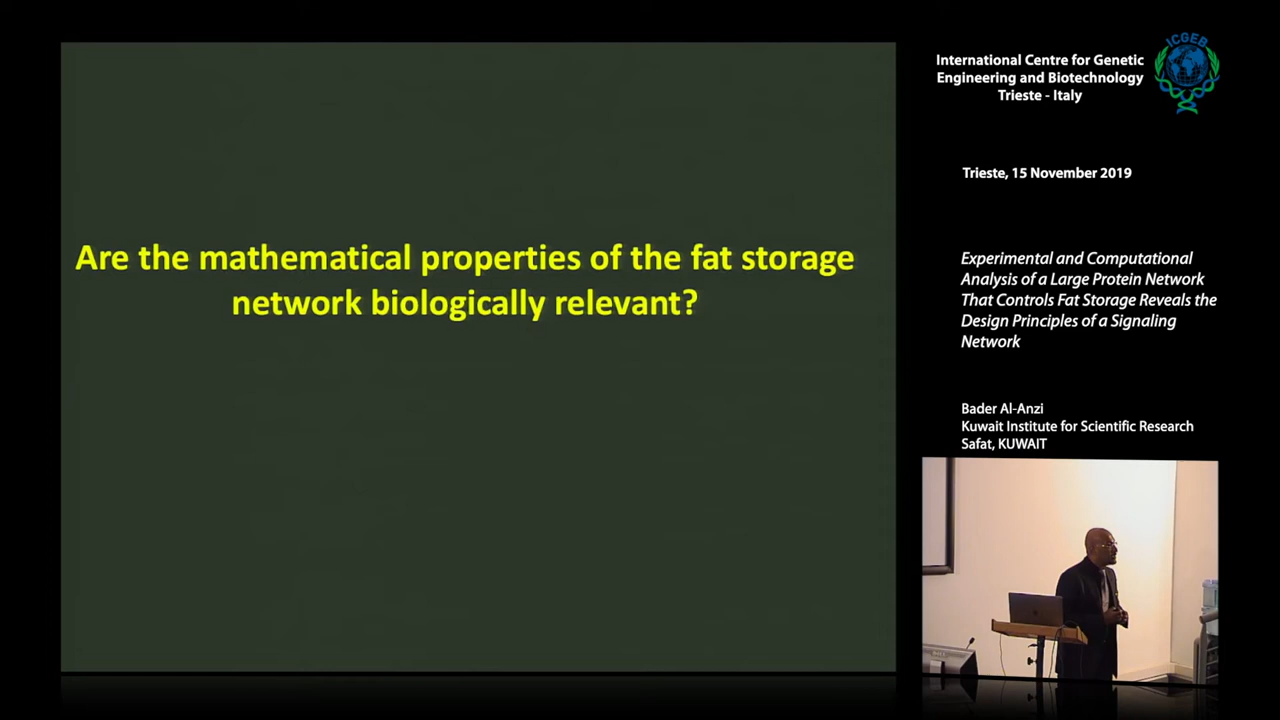 Are the mathematical properties of the fat storage
network biologically relevant?
International Centre for Genetic
Engineering and Biotechnology
Trieste - Italy
ICGEB
Trieste, 15 November 2019
Experimental and Computational
Analysis of a Large Protein Network
That Controls Fat Storage Reveals the
Design Principles of a Signaling
Network
Bader Al-Anzi
Kuwait Institute for Scientific Research
Safat, KUWAIT